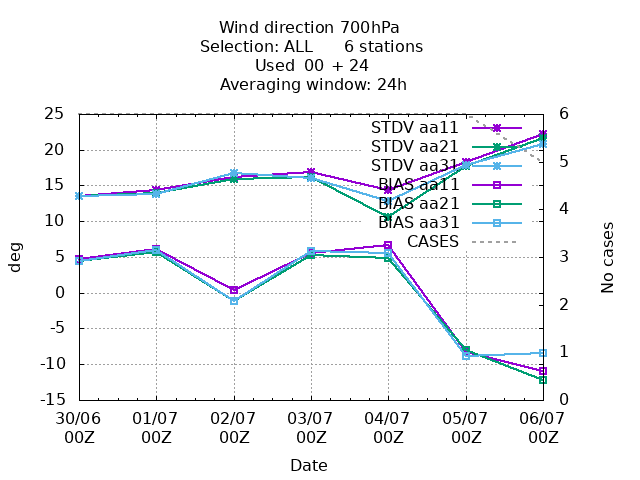 Wind direction 700hPa
Selection: ALL      6 stations
Used  00 + 24
Averaging window: 24h
25
20
15
10
5
0
-5
-10
-15
deg
6
5
4
3
2
1
0
No cases
STDV aa11
STDV aa21
STDV aa31
BIAS aa11
BIAS aa21
BIAS aa31
CASES
30/06 01/07 02/07 03/07 04/07 05/07 06/07
00Z 00Z 00Z 00Z 00Z 00Z 00Z
Date